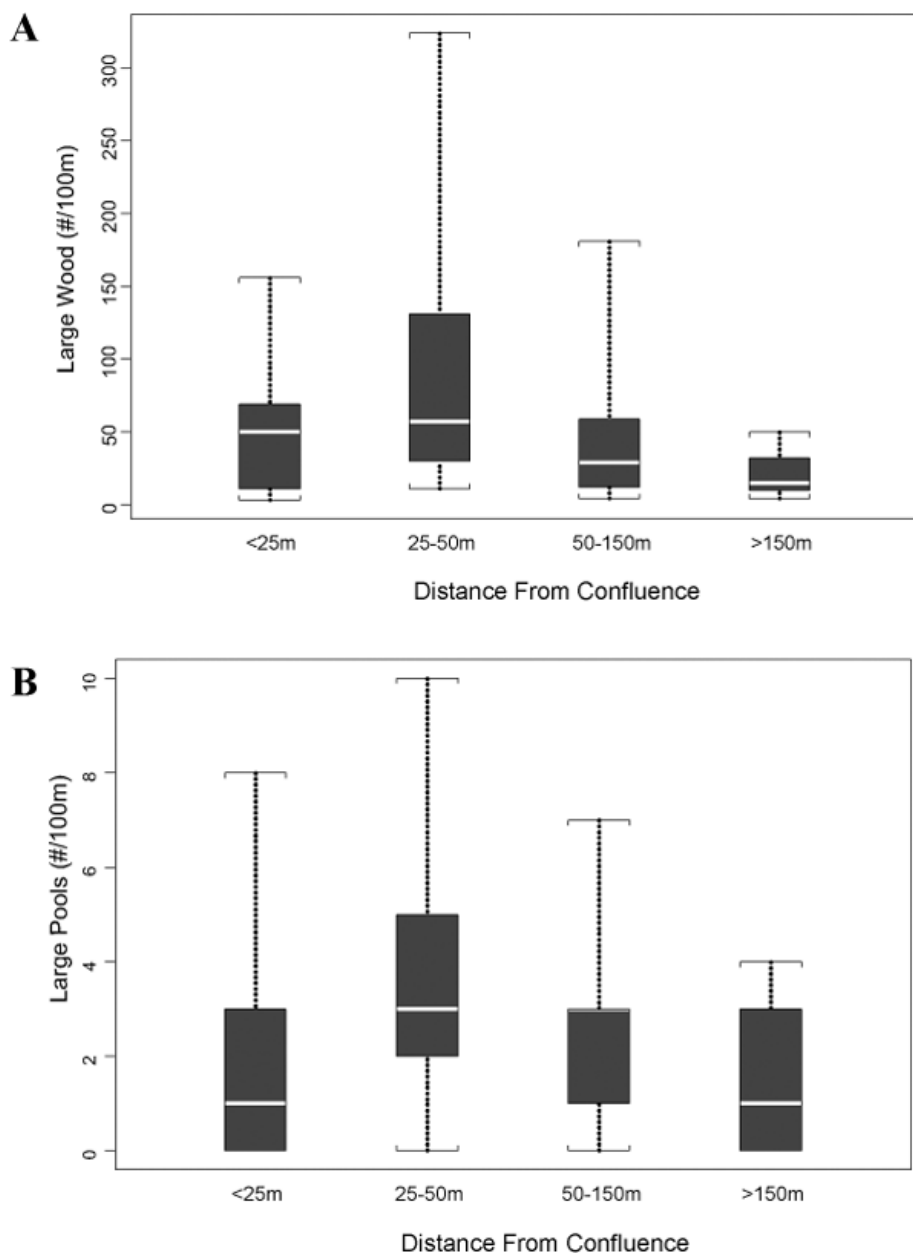 A
Large Wood (#/100m)
300
250
200
150
100
50
0
<25m 25-50m 50-150m >150m
Distance From Confluence
B
Large Pools (#/100m)
10
8
6
4
2
0
<25m 25-50m 50-150m >150m
Distance From Confluence